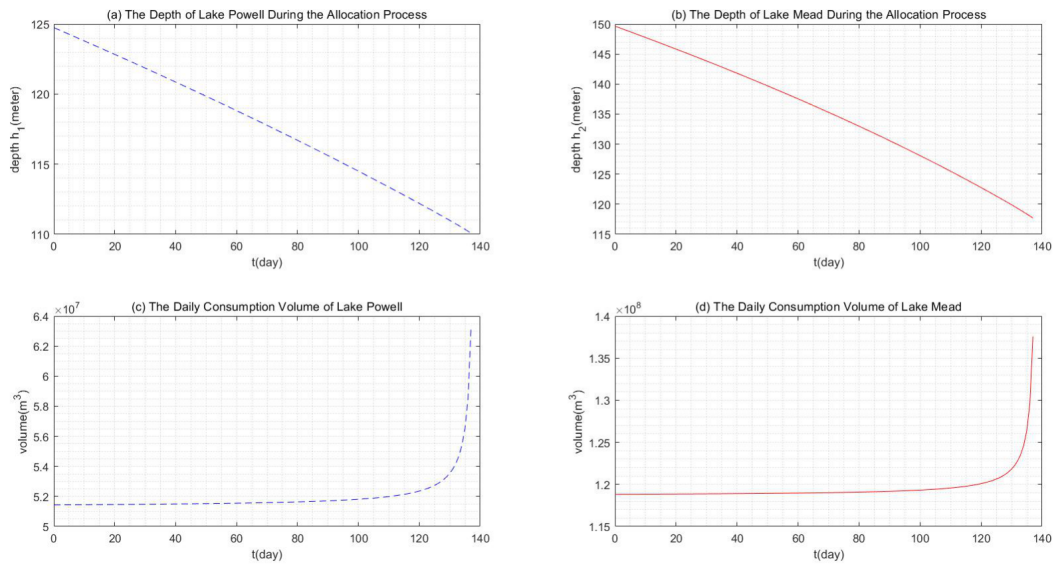 (a) The Depth of Lake Powell During the Allocation Process
125
120
115
110
depth h₁(meter)
0 20 40 60 80 100 120 140
t(day)
(b) The Depth of Lake Mead During the Allocation Process
150
145
140
135
130
125
120
115
depth h₂(meter)
0 20 40 60 80 100 120 140
t(day)
(c) The Daily Consumption Volume of Lake Powell
×10⁷
6.4
6.2
6
5.8
5.6
5.4
5.2
5
volume(m³)
0 20 40 60 80 100 120 140
t(day)
(d) The Daily Consumption Volume of Lake Mead
×10⁸
1.4
1.35
1.3
1.25
1.2
1.15
volume(m³)
0 20 40 60 80 100 120 140
t(day)